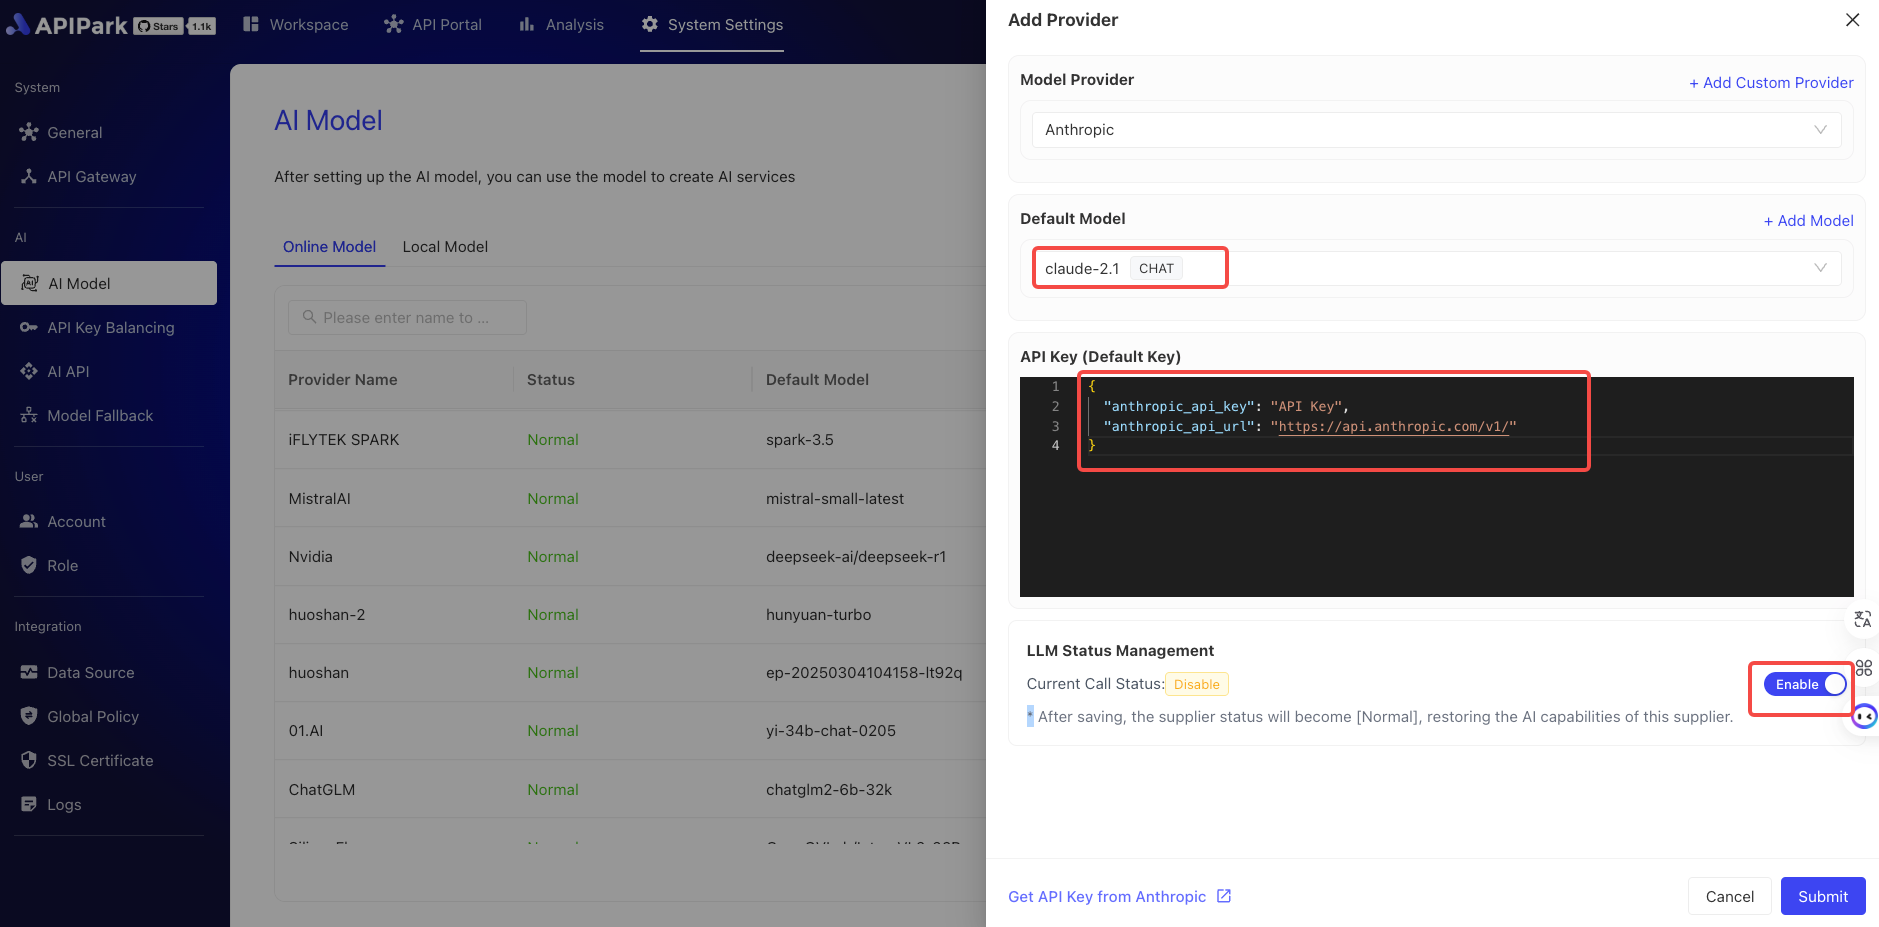 APIPark Stars 1.1k Workspace API Portal Analysis System Settings
System
General
API Gateway
AI
AI Model
API Key Balancing
AI API
Model Fallback
User
Account
Role
Integration
Data Source
Global Policy
SSL Certificate
Logs
AI Model
After setting up the AI model, you can use the model to create AI services
Online Model Local Model
Please enter name to ...
Provider Name Status Default Model
iFLYTEK SPARK Normal spark-3.5
MistralAI Normal mistral-small-latest
Nvidia Normal deepseek-ai/deepseek-r1
huoshan-2 Normal hunyuan-turbo
huoshan Normal ep-20250304104158-lt92q
01.AI Normal yi-34b-chat-0205
ChatGLM Normal chatglm2-6b-32k
Add Provider
Model Provider + Add Custom Provider
Anthropic
Default Model + Add Model
claude-2.1 CHAT
API Key (Default Key)
1 {
2 "anthropic_api_key": "API Key",
3 "anthropic_api_url": "https://api.anthropic.com/v1/"
4 }
LLM Status Management
Current Call Status: Disable Enable
* After saving, the supplier status will become [Normal], restoring the AI capabilities of this supplier.
Get API Key from Anthropic Cancel Submit